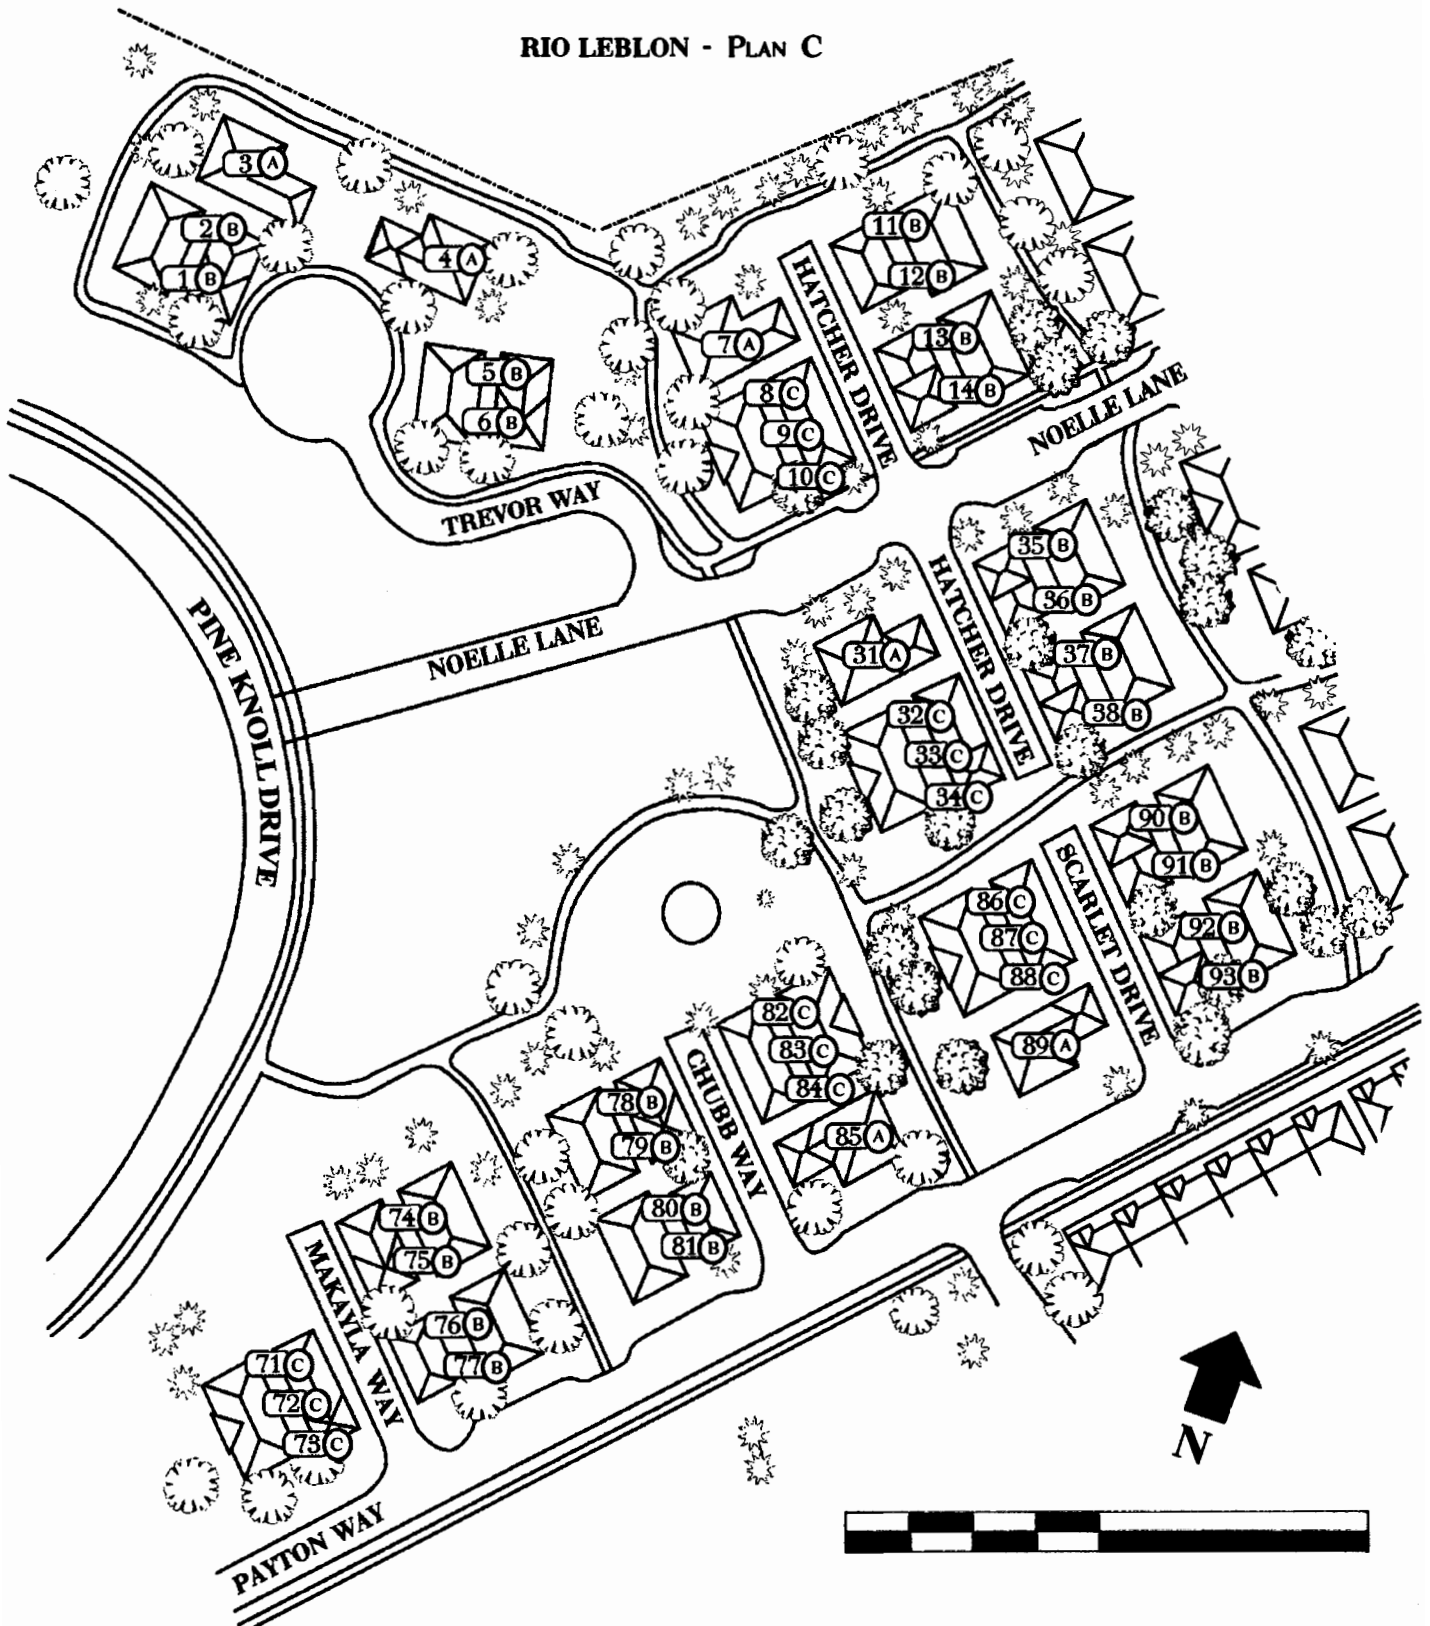 RIO LEBLON - PLAN C
3 A
2 B
1 B
4 A
5 B
6 B
11 B
12 B
HATCHER DRIVE
7 A
13 B
14 B
8 C
9 C
10 C
NOELLE LANE
TREVOR WAY
35 B
36 B
HATCHER DRIVE
PINE KNOLL DRIVE
NOELLE LANE
31 A
37 B
38 B
32 C
33 C
34 C
90 B
91 B
SCARLET DRIVE
86 C
87 C
88 C
92 B
93 B
89 A
82 C
83 C
84 C
CHUBB WAY
78 B
79 B
85 A
80 B
81 B
74 B
75 B
MAKAYLA WAY
76 B
77 B
71 C
72 C
73 C
PAYTON WAY
N